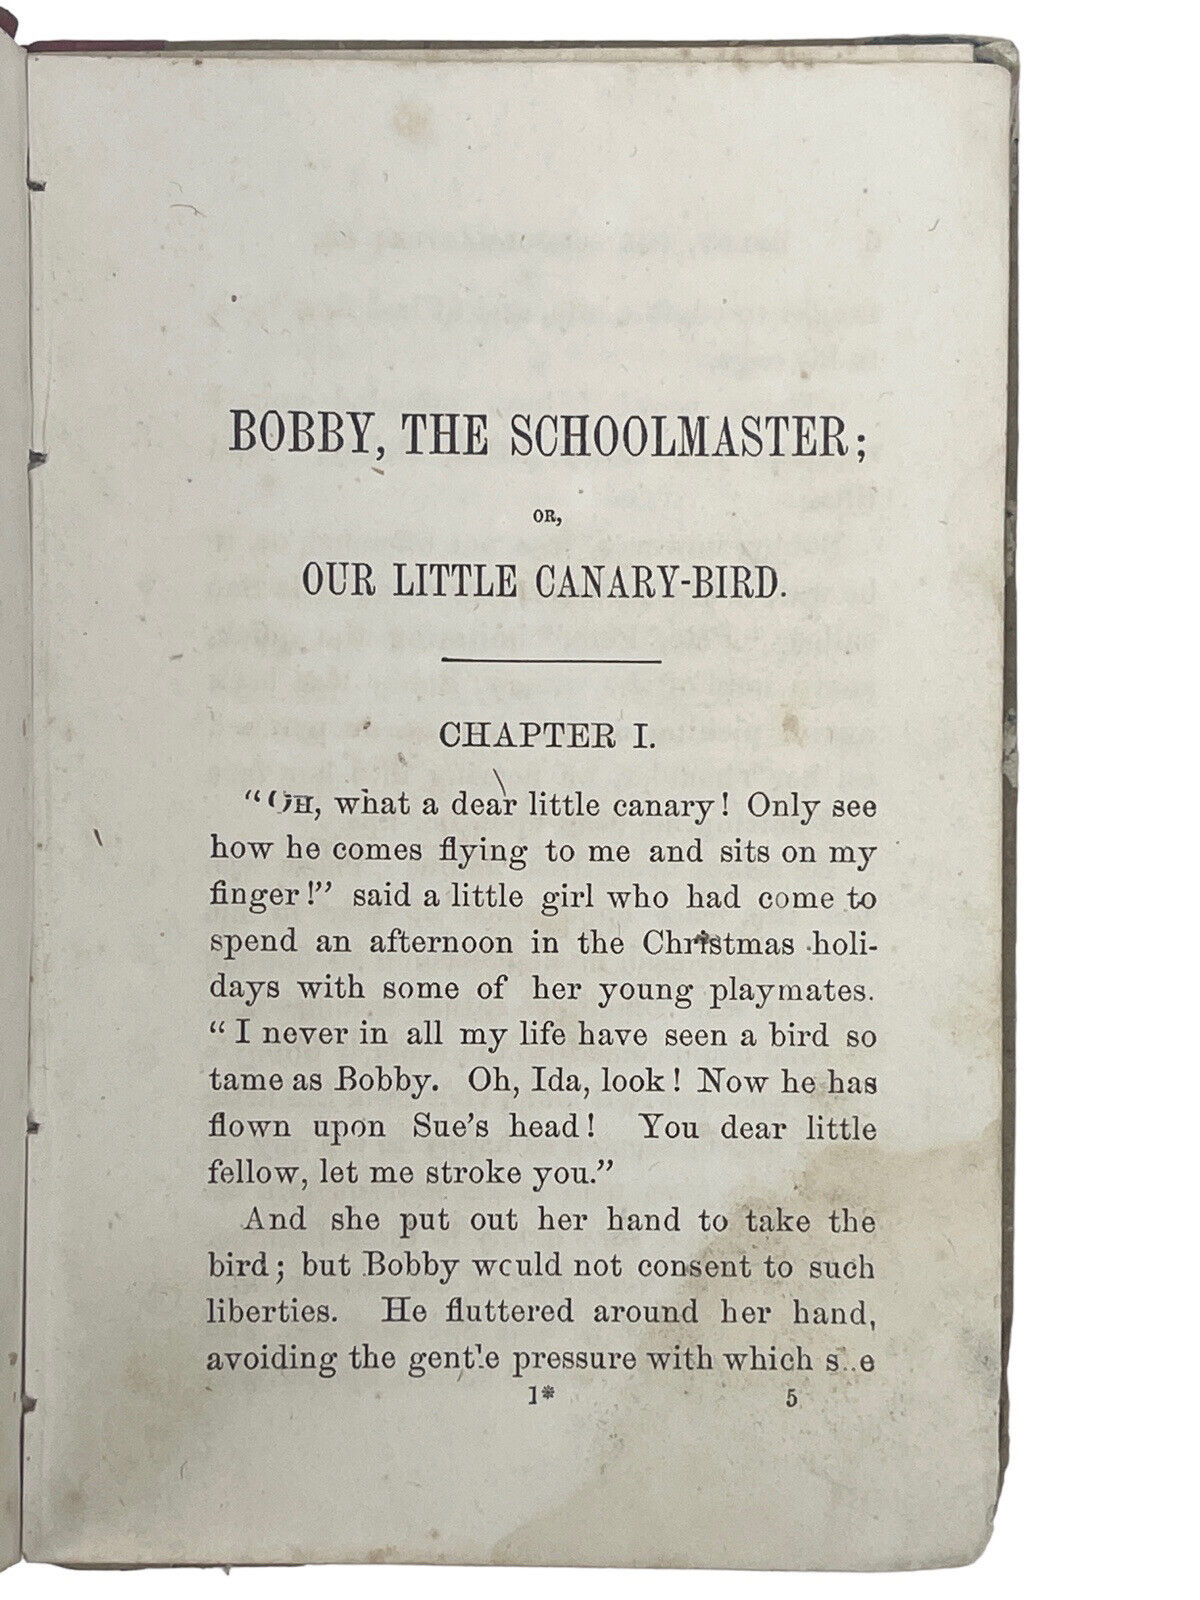 BOBBY, THE SCHOOLMASTER;
OR,
OUR LITTLE CANARY-BIRD.
CHAPTER I.
“OH, what a dear little canary! Only see
how he comes flying to me and sits on my
finger!” said a little girl who had come to
spend an afternoon in the Christmas holi-
days with some of her young playmates.
“I never in all my life have seen a bird so
tame as Bobby. Oh, Ida, look! Now he has
flown upon Sue’s head! You dear little
fellow, let me stroke you.”
And she put out her hand to take the
bird; but Bobby would not consent to such
liberties. He fluttered around her hand,
avoiding the gentle pressure with which she
1* 5